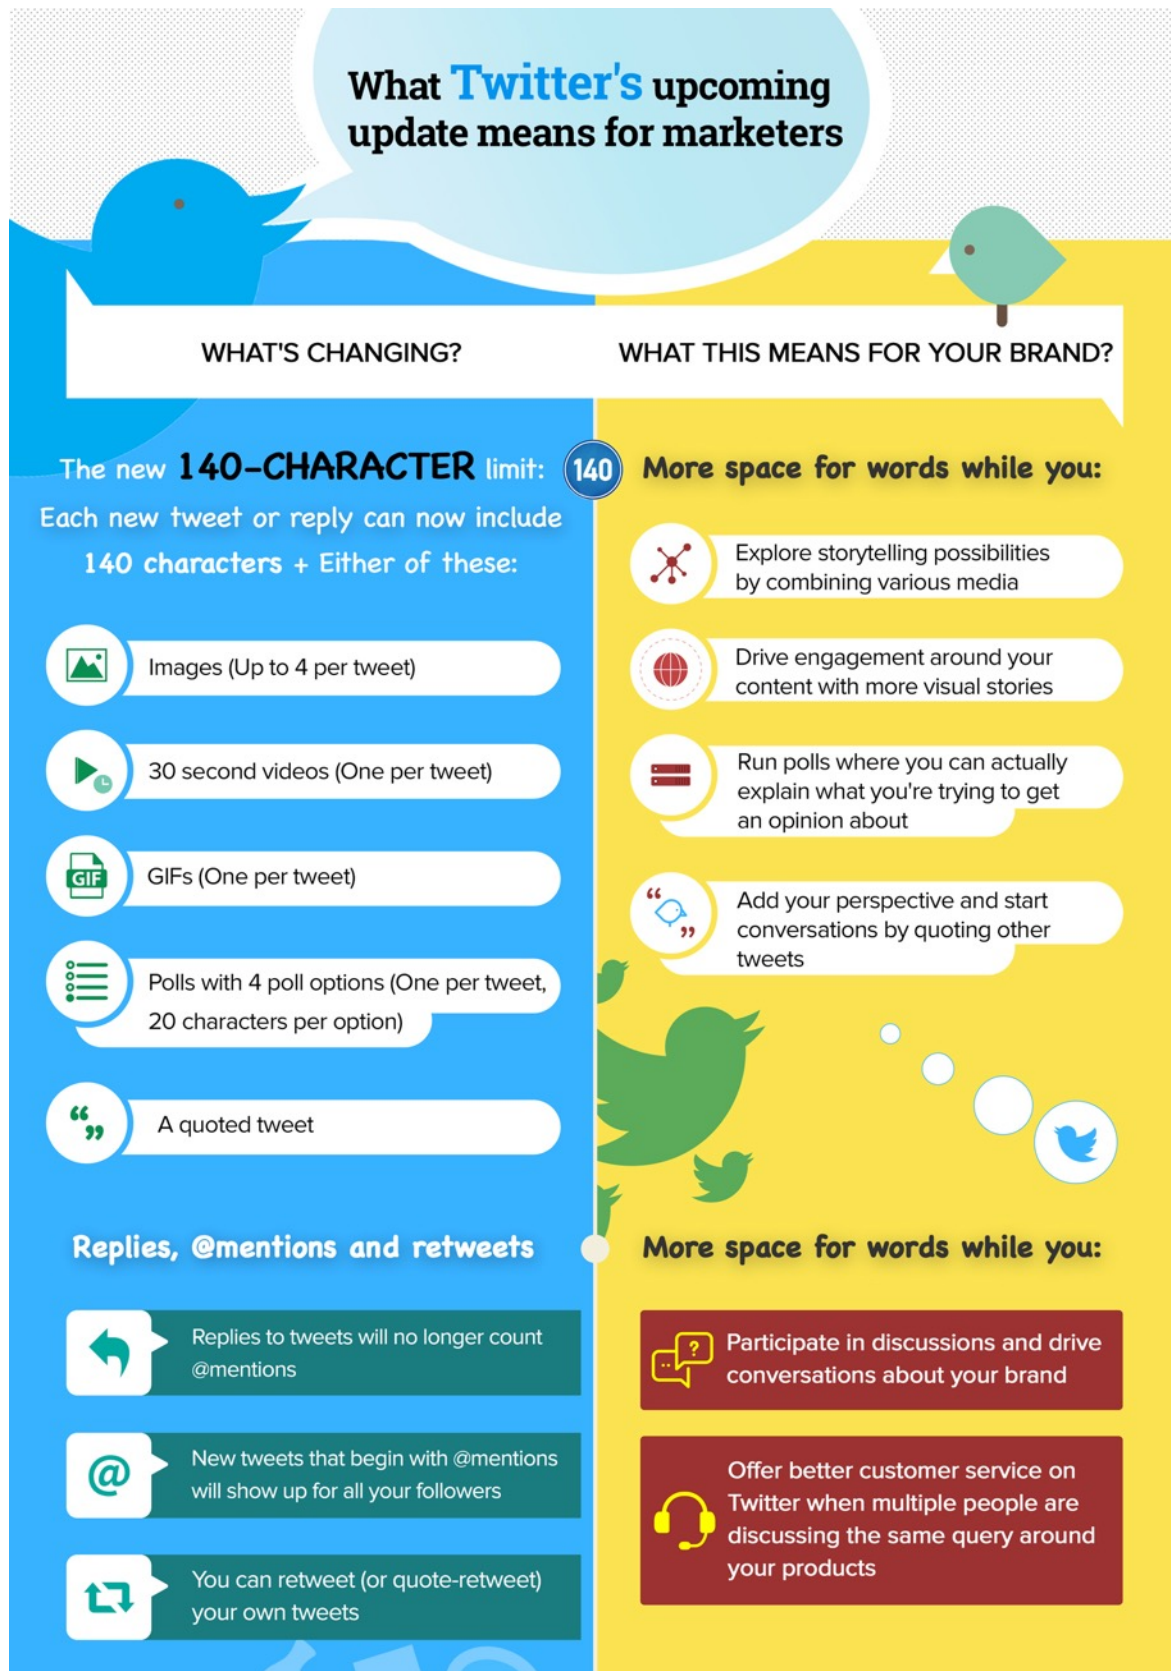 What Twitter's upcoming
update means for marketers
WHAT'S CHANGING?
WHAT THIS MEANS FOR YOUR BRAND?
The new 140-CHARACTER limit:
Each new tweet or reply can now include
140 characters + Either of these:
140
Images (Up to 4 per tweet)
30 second videos (One per tweet)
GIF
GIFs (One per tweet)
Polls with 4 poll options (One per tweet,
20 characters per option)
A quoted tweet
More space for words while you:
Explore storytelling possibilities
by combining various media
Drive engagement around your
content with more visual stories
Run polls where you can actually
explain what you're trying to get
an opinion about
Add your perspective and start
conversations by quoting other
tweets
Replies, @mentions and retweets
Replies to tweets will no longer count
@mentions
@
New tweets that begin with @mentions
will show up for all your followers
You can retweet (or quote-retweet)
your own tweets
More space for words while you:
Participate in discussions and drive
conversations about your brand
Offer better customer service on
Twitter when multiple people are
discussing the same query around
your products